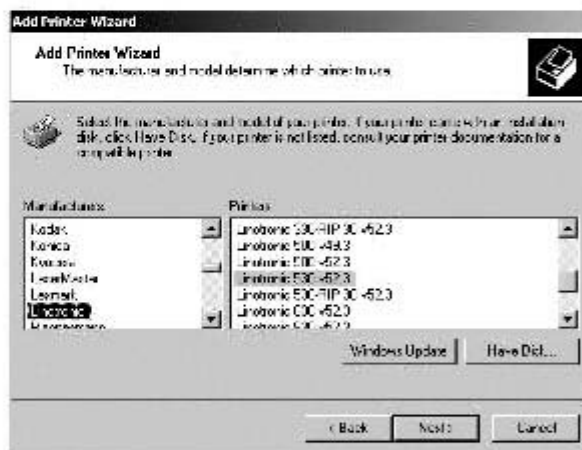 Add Printer Wizard
Add Printer Wizard
The manufacturer and model determine which printer to use.
Select the manufacturer and model of your printer. If your printer came with an installation
disk, click Have Disk. If your printer is not listed, consult your printer documentation for a
compatible printer.
Manufacturers:
Printers:
Kodak
Konica
Kyocera
LaserMaster
Lexmark
Linotronic
Linotronic 330-RIP 30 v52.3
Linotronic 500 v49.3
Linotronic 500 v52.3
Linotronic 530 v52.3
Linotronic 530-RIP 30 v52.3
Linotronic v52.3
Linotronic
Windows Update
Have Disk...
< Back
Next >
Cancel